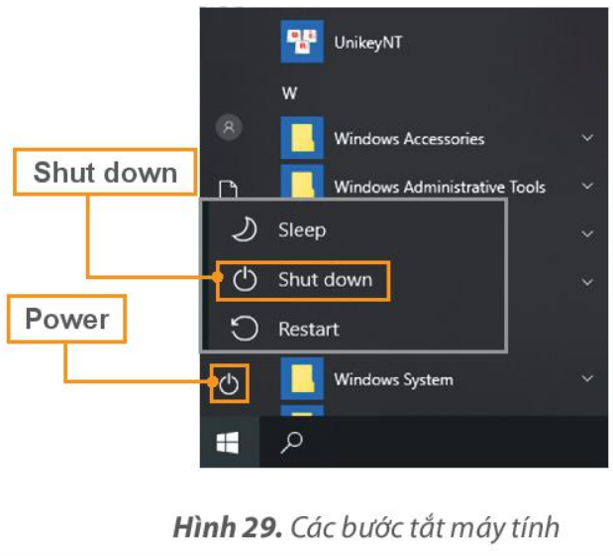 UnikeyNT
W
Windows Accessories
Shut down
Windows Administrative Tools
Sleep
Shut down
Power
Restart
Windows System
Hình 29. Các bước tắt máy tính